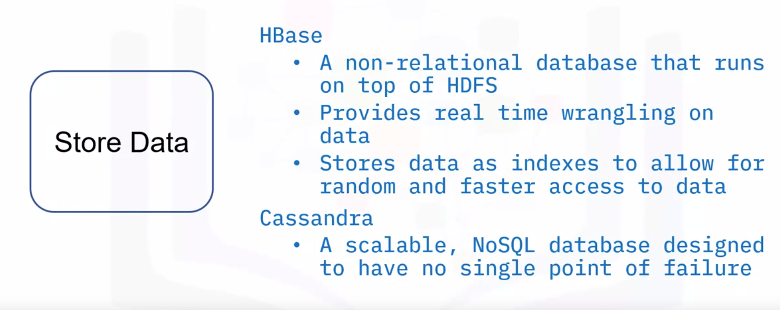 Store Data
HBase
• A non-relational database that runs
on top of HDFS
• Provides real time wrangling on
data
• Stores data as indexes to allow for
random and faster access to data
Cassandra
• A scalable, NoSQL database designed
to have no single point of failure